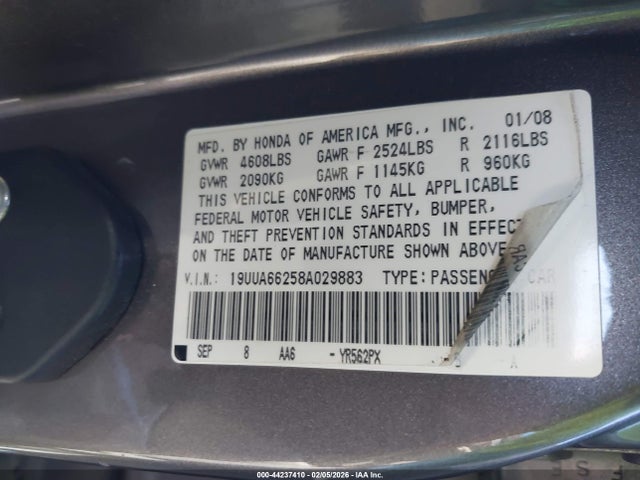 MFD. BY HONDA OF AMERICA MFG., INC. 01/08
GVWR 4608LBS GAWR F 2524LBS R 2116LBS
GVWR 2090KG GAWR F 1145KG R 960KG
THIS VEHICLE CONFORMS TO ALL APPLICABLE
FEDERAL MOTOR VEHICLE SAFETY, BUMPER,
AND THEFT PREVENTION STANDARDS IN EFFECT
ON THE DATE OF MANUFACTURE SHOWN ABOVE
V.I.N.: 19UUA66258A029883 TYPE:PASSENG CAR
SEP 8 AA6 - YR562PX A
000-44237410 - 02/05/2026 - IAA Inc.